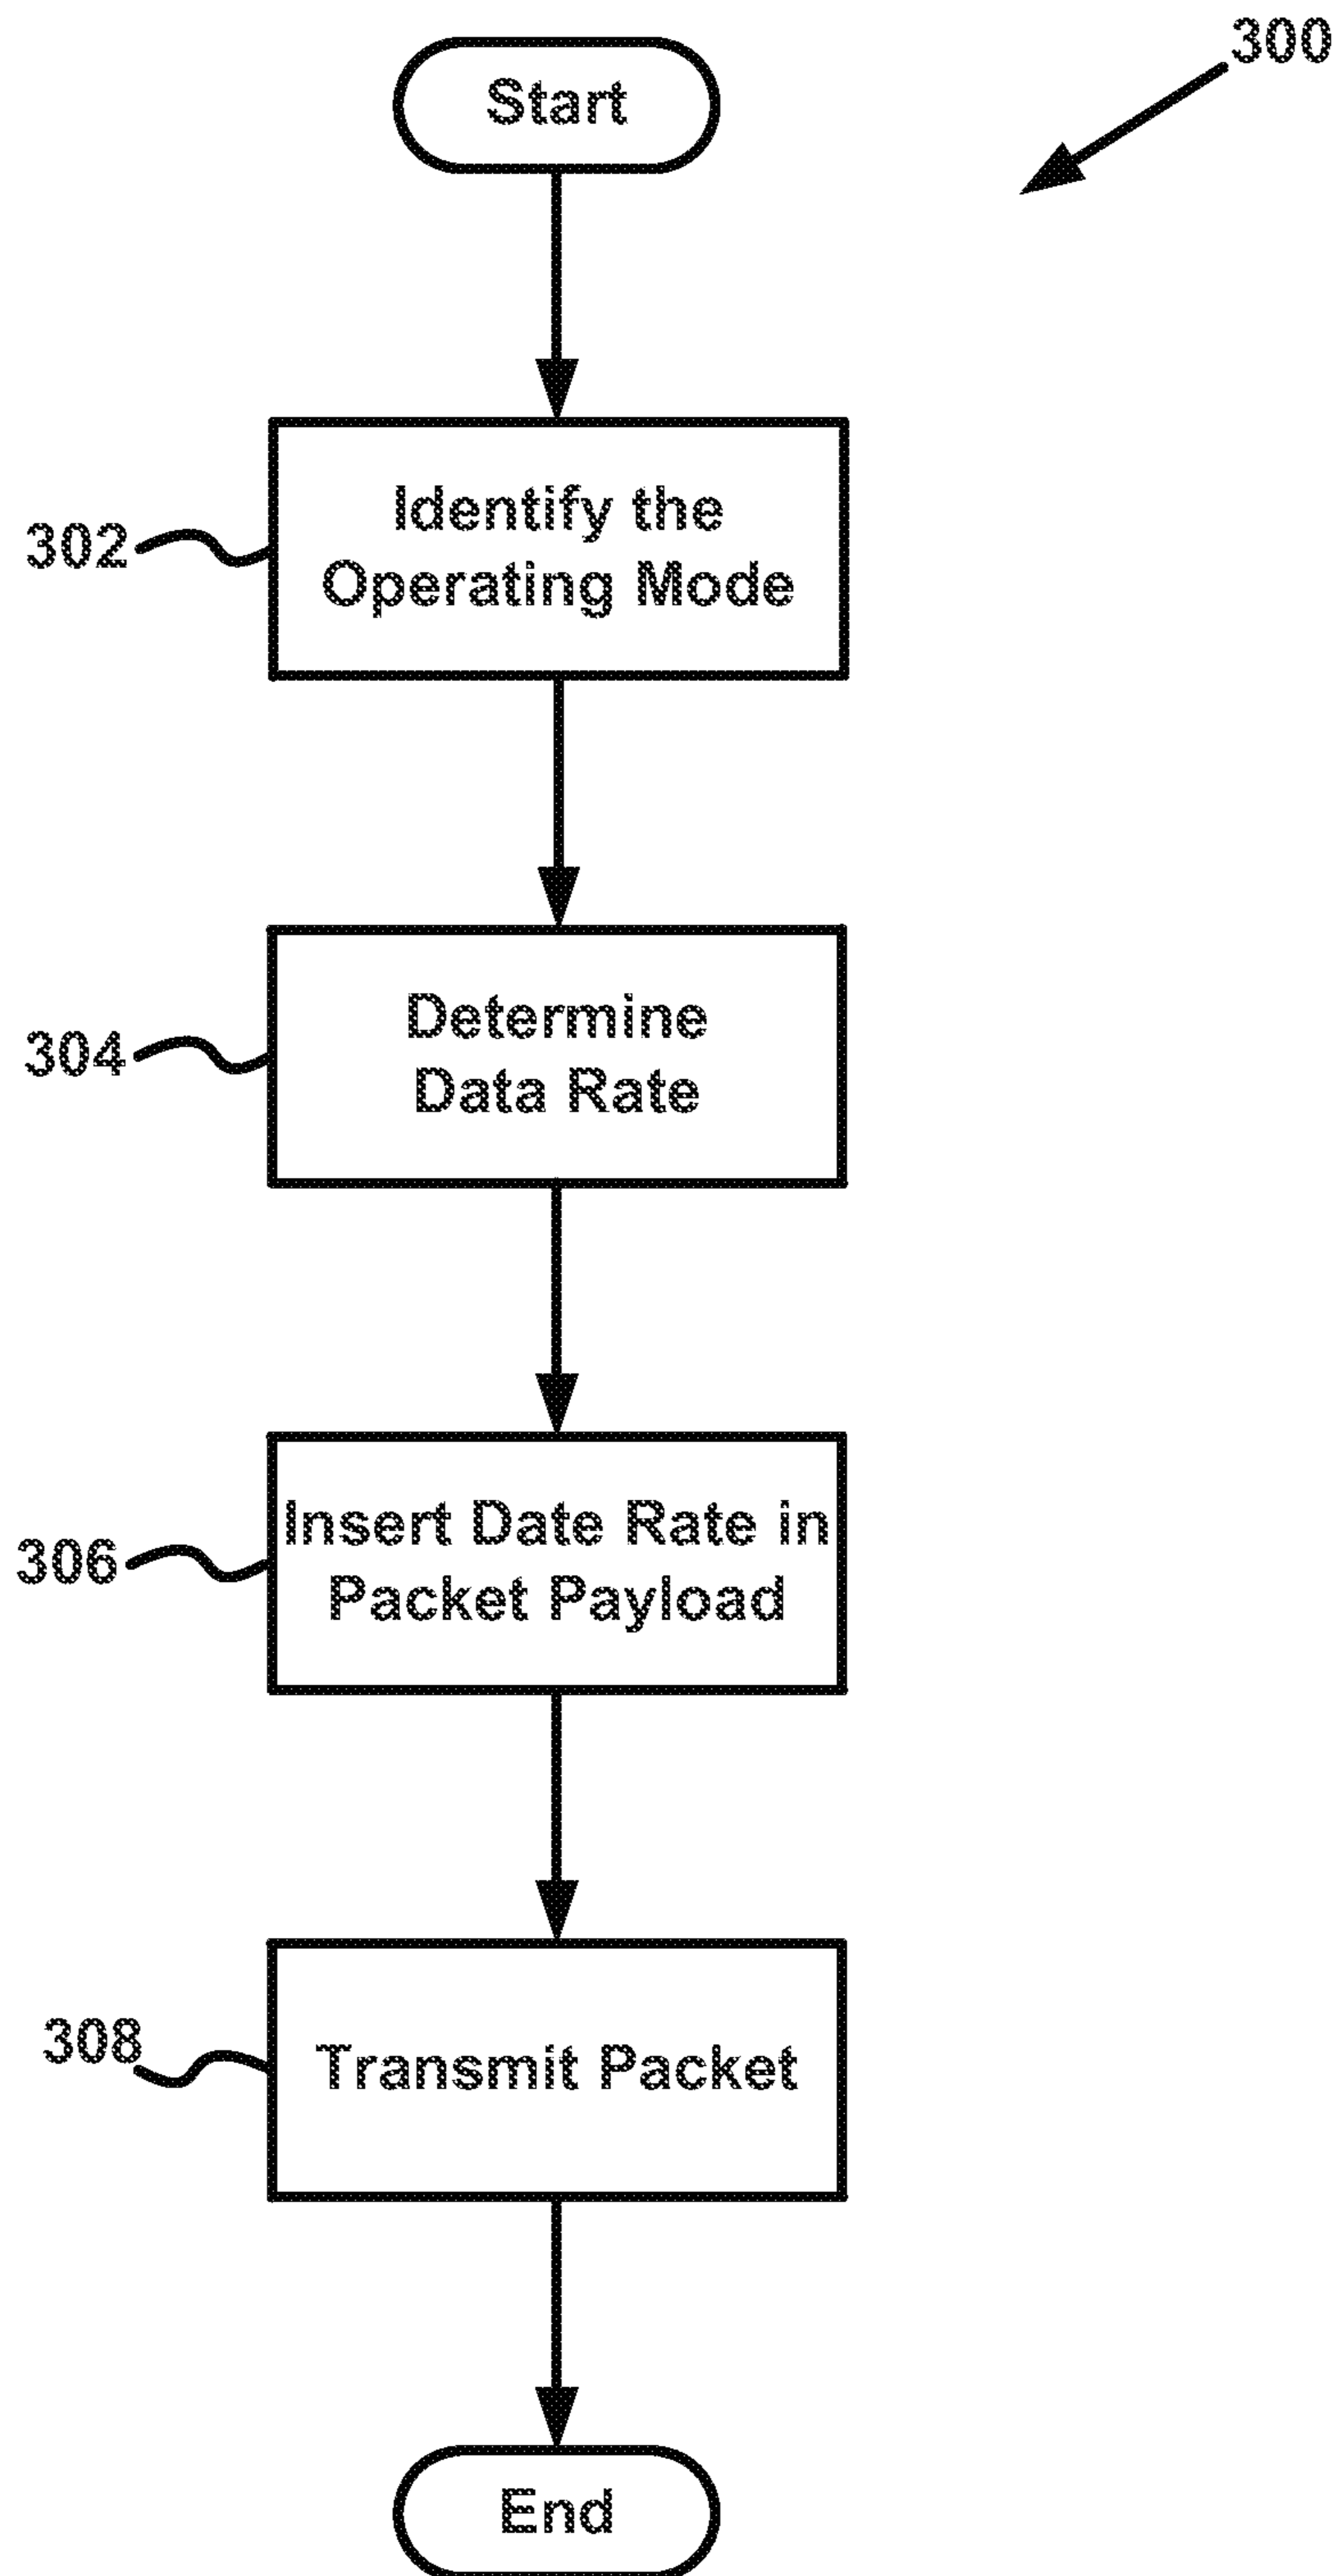 300
Start
302
Identify the
Operating Mode
304
Determine
Data Rate
306
Insert Date Rate in
Packet Payload
308
Transmit Packet
End